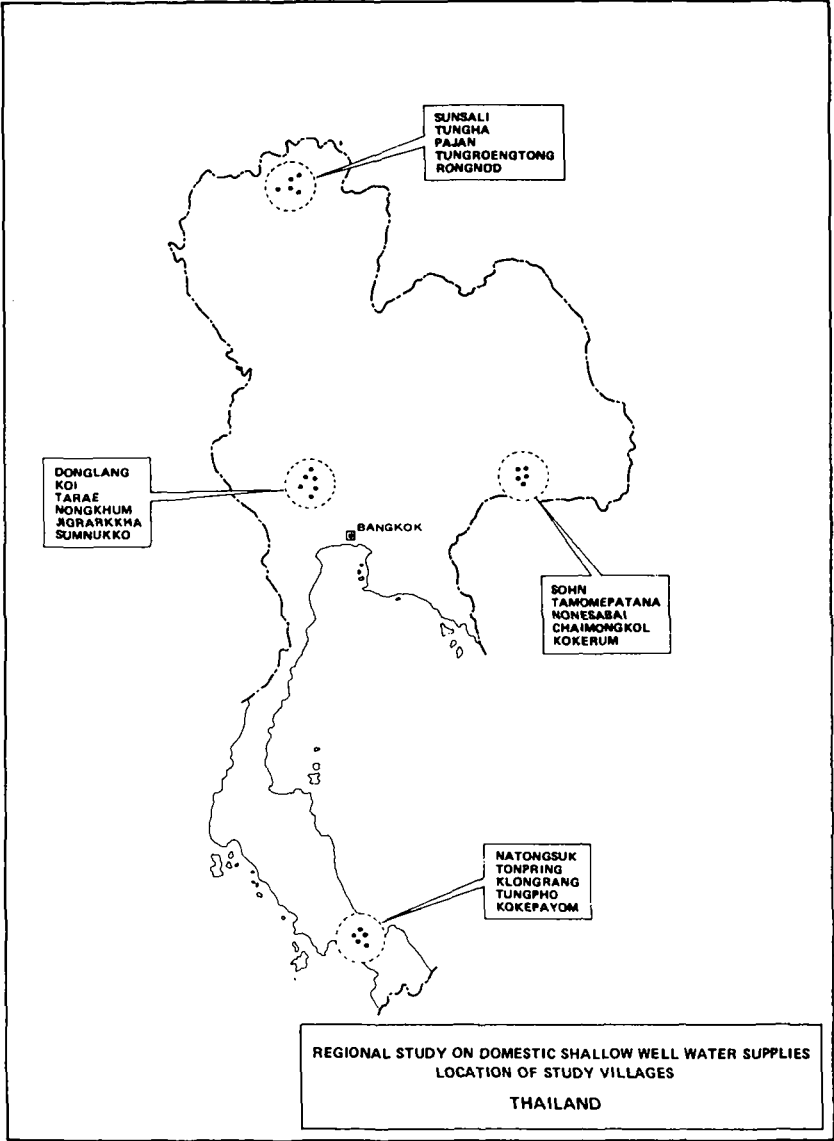 SUNSALI
TUNGHA
PAJAN
TUNGROENGTONG
RONGNOD
DONGLANG
KOI
TARAE
NONGKHUM
JIGRARKKHA
SUMNUKKO
BANGKOK
SOHN
TAMOMEPATANA
NONESABAI
CHAIMONGKOL
KOKERUM
NATONGSUK
TONPRING
KLONGRANG
TUNGPHO
KOKEPAYOM
REGIONAL STUDY ON DOMESTIC SHALLOW WELL WATER SUPPLIES
LOCATION OF STUDY VILLAGES
THAILAND